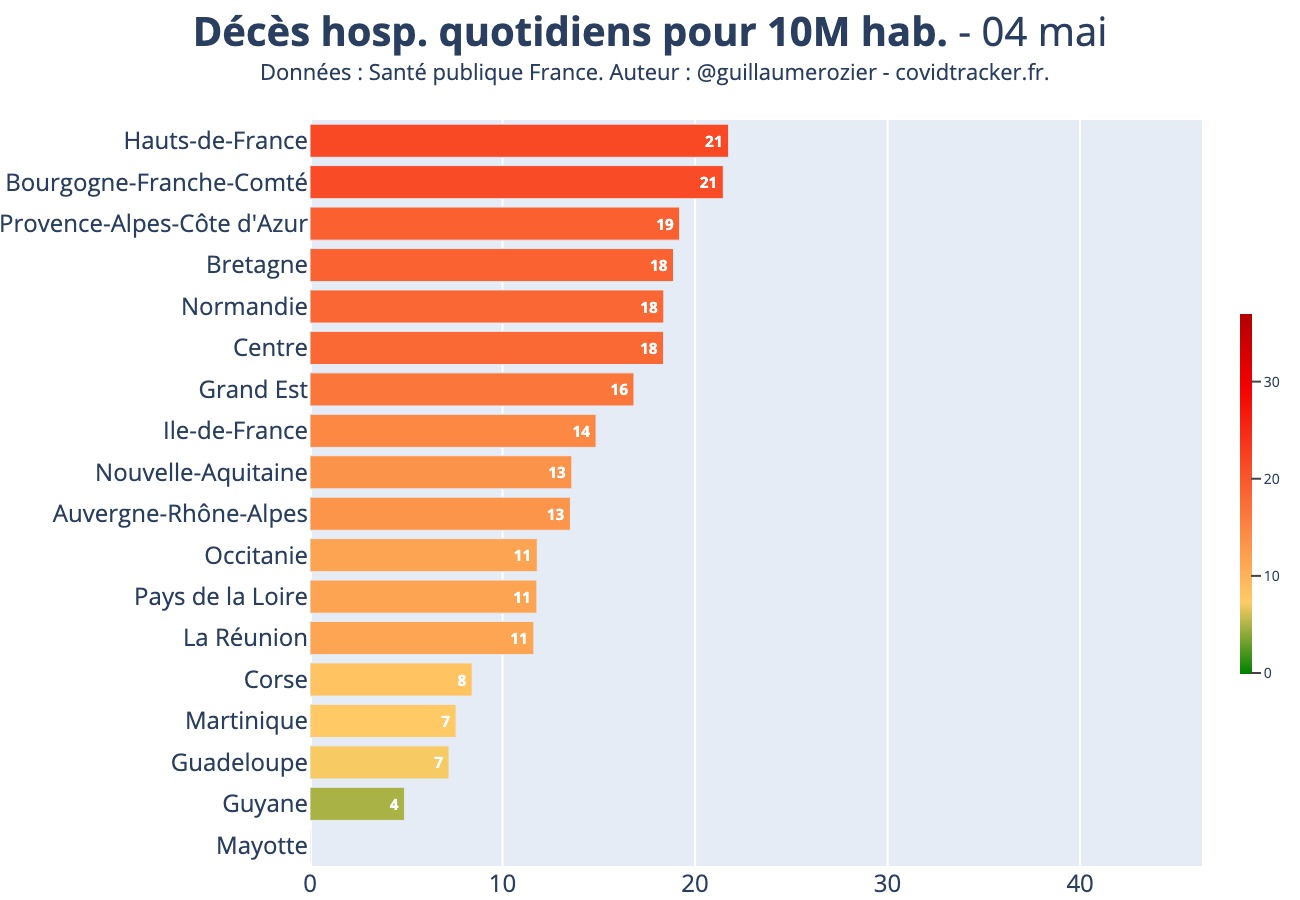 Décès hosp. quotidiens pour 10M hab. - 04 mai
Données : Santé publique France. Auteur : @guillaumerozier - covidtracker.fr.
Hauts-de-France 21
Bourgogne-Franche-Comté 21
Provence-Alpes-Côte d'Azur 19
Bretagne 18
Normandie 18
Centre 18
Grand Est 16
Ile-de-France 14
Nouvelle-Aquitaine 13
Auvergne-Rhône-Alpes 13
Occitanie 11
Pays de la Loire 11
La Réunion 11
Corse 8
Martinique 7
Guadeloupe 7
Guyane 4
Mayotte
0 10 20 30 40
30
20
10
0